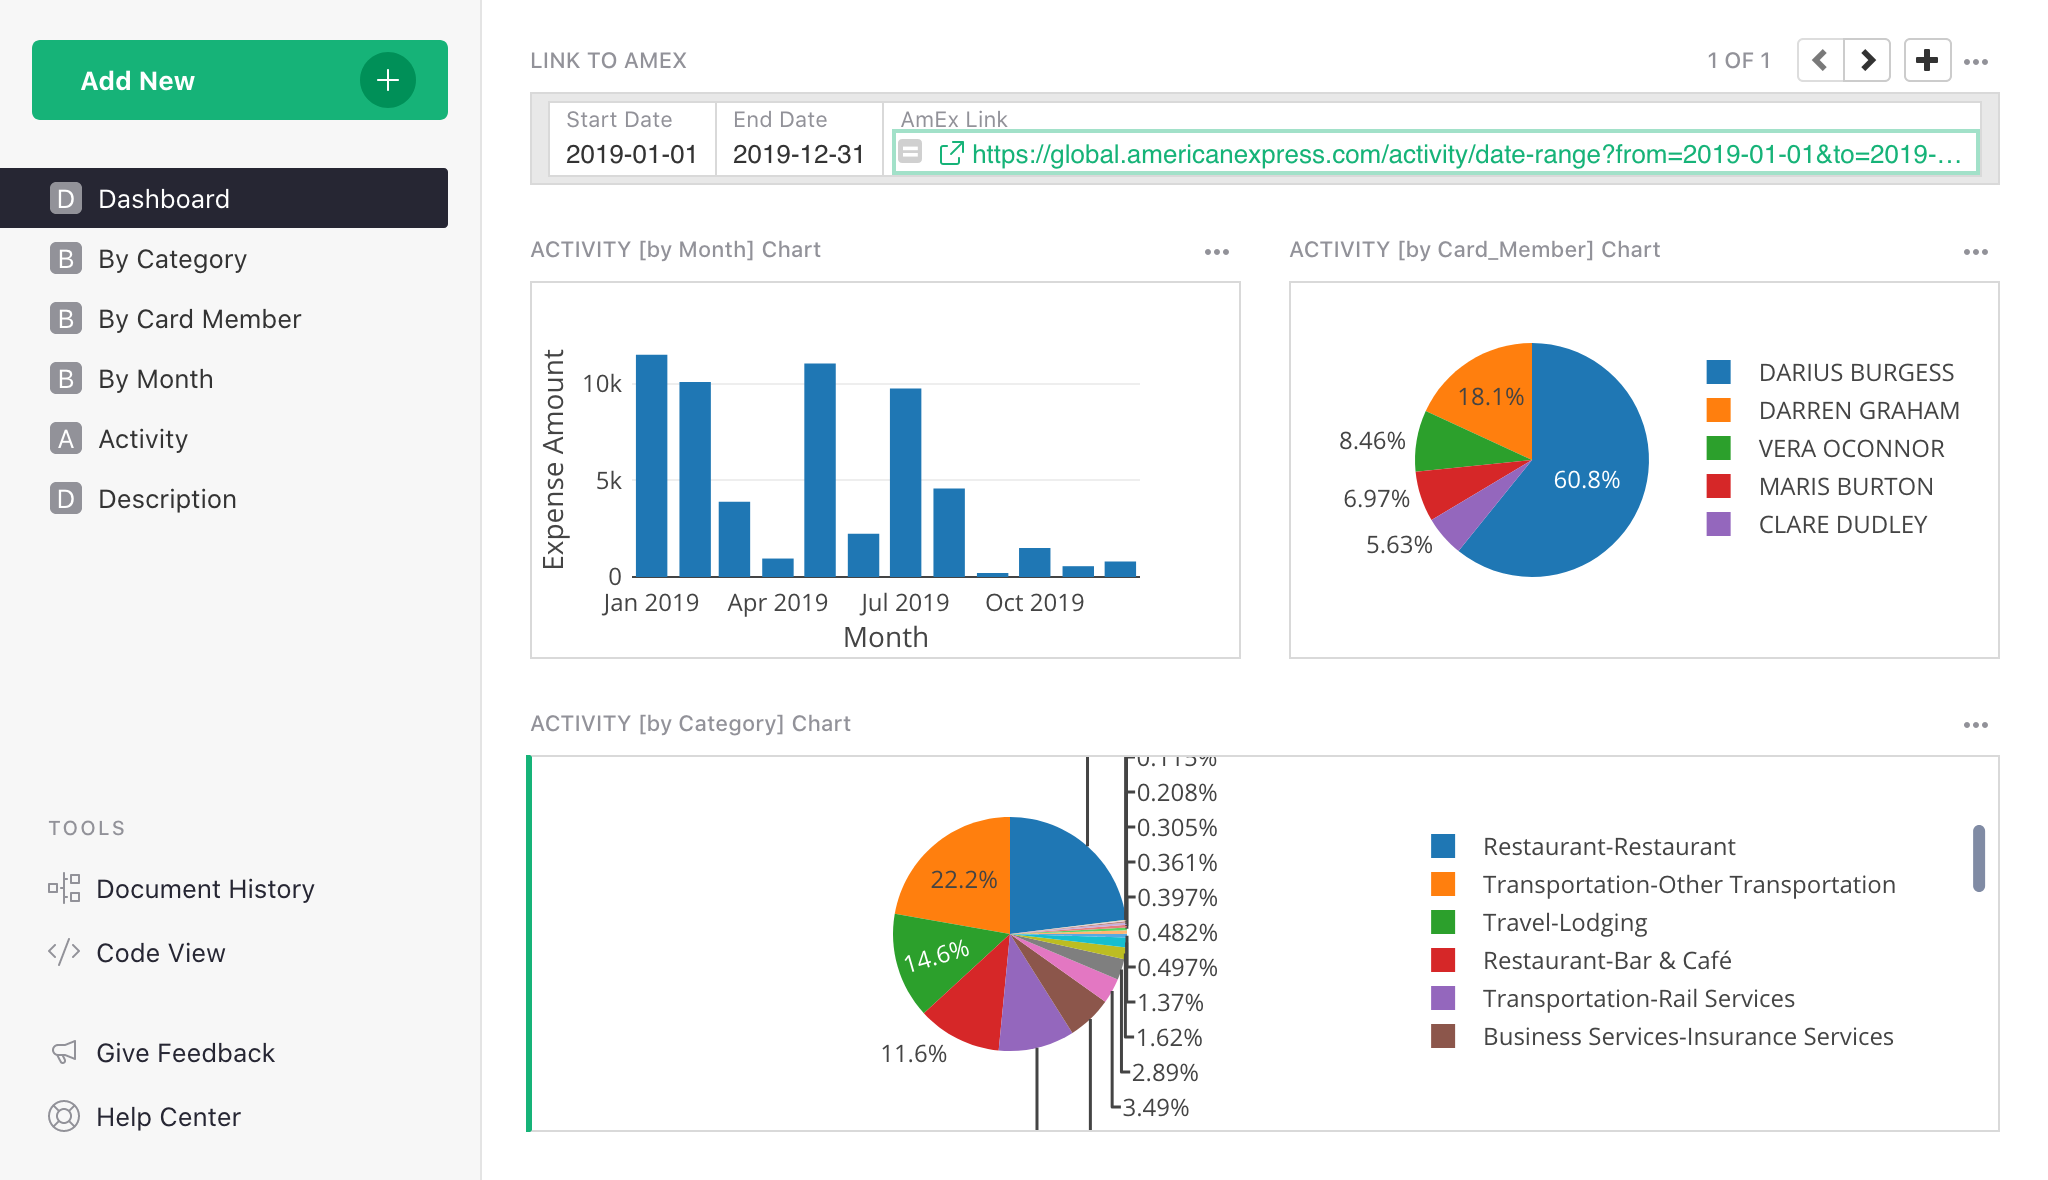 Add New
D Dashboard
B By Category
B By Card Member
B By Month
A Activity
D Description
TOOLS
Document History
</> Code View
Give Feedback
Help Center
LINK TO AMEX
1 OF 1
Start Date
End Date
AmEx Link
2019-01-01
2019-12-31
https://global.americanexpress.com/activity/date-range?from=2019-01-01&to=2019-…
ACTIVITY [by Month] Chart
Expense Amount
10k
5k
0
Jan 2019
Apr 2019
Jul 2019
Oct 2019
Month
ACTIVITY [by Card_Member] Chart
18.1%
8.46%
6.97%
5.63%
60.8%
DARIUS BURGESS
DARREN GRAHAM
VERA OCONNOR
MARIS BURTON
CLARE DUDLEY
ACTIVITY [by Category] Chart
22.2%
14.6%
11.6%
0.115%
0.208%
0.305%
0.361%
0.397%
0.482%
0.497%
1.37%
1.62%
2.89%
3.49%
Restaurant-Restaurant
Transportation-Other Transportation
Travel-Lodging
Restaurant-Bar & Café
Transportation-Rail Services
Business Services-Insurance Services